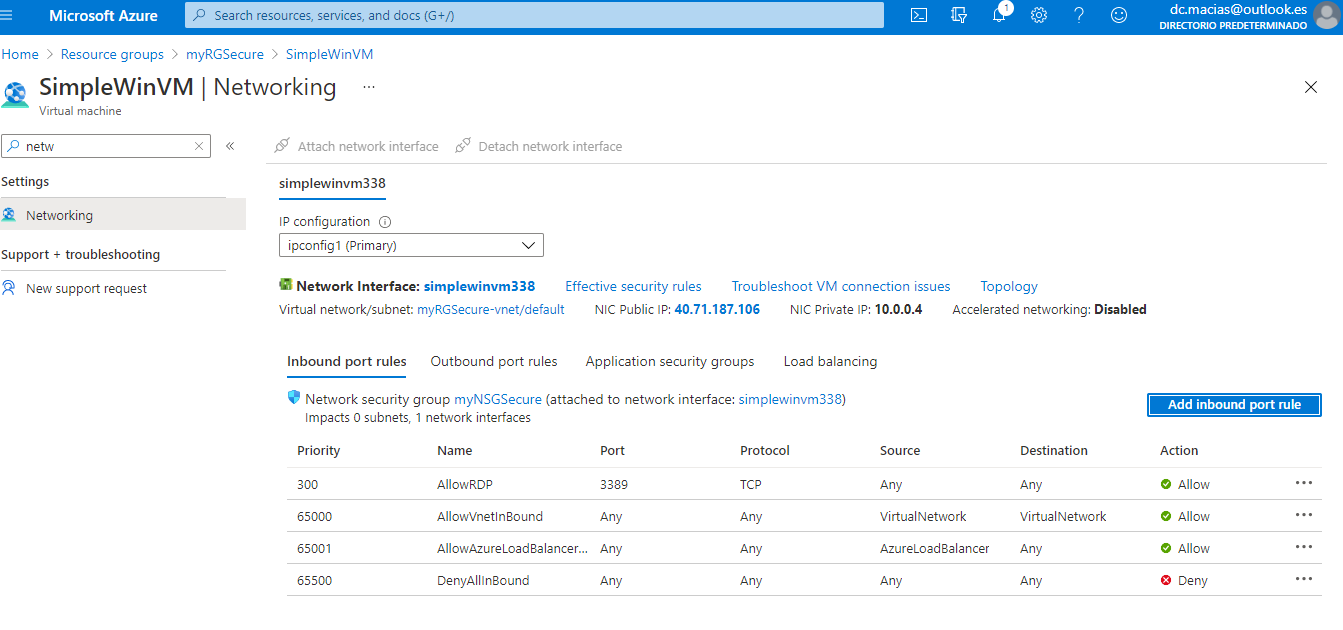 Microsoft Azure
Search resources, services, and docs (G+/)
1
dc.macias@outlook.es
DIRECTORIO PREDETERMINADO
Home > Resource groups > myRGSecure > SimpleWinVM
SimpleWinVM | Networking ...
Virtual machine
netw
Attach network interface Detach network interface
Settings
Networking
Support + troubleshooting
New support request
simplewinvm338
IP configuration
ipconfig1 (Primary)
Network Interface: simplewinvm338 Effective security rules Troubleshoot VM connection issues Topology
Virtual network/subnet: myRGSecure-vnet/default NIC Public IP: 40.71.187.106 NIC Private IP: 10.0.0.4 Accelerated networking: Disabled
Inbound port rules Outbound port rules Application security groups Load balancing
Network security group myNSGSecure (attached to network interface: simplewinvm338)
Impacts 0 subnets, 1 network interfaces
Add inbound port rule
Priority Name Port Protocol Source Destination Action
300 AllowRDP 3389 TCP Any Any Allow ...
65000 AllowVnetInBound Any Any VirtualNetwork VirtualNetwork Allow ...
65001 AllowAzureLoadBalancer... Any Any AzureLoadBalancer Any Allow ...
65500 DenyAllInBound Any Any Any Any Deny ...